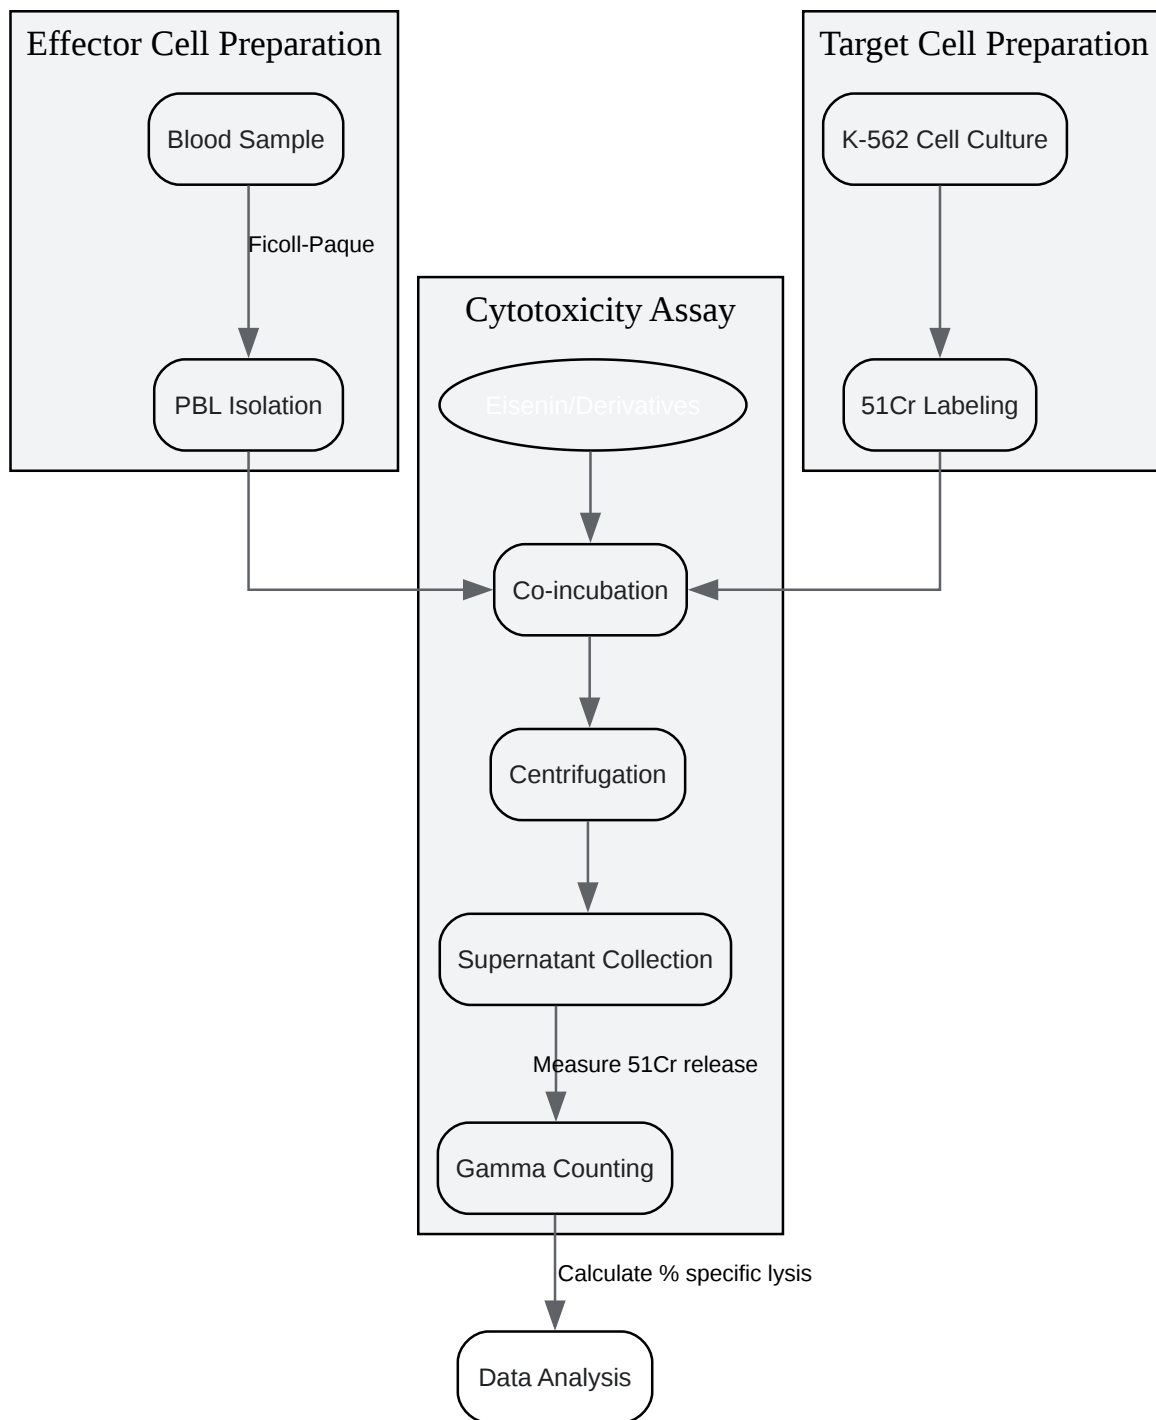 Effector Cell Preparation
Target Cell Preparation
Blood Sample
K-562 Cell Culture
Ficoll-Paque
Cytotoxicity Assay
PBL Isolation
Eisenin/Derivatives
51Cr Labeling
Co-incubation
Centrifugation
Supernatant Collection
Measure 51Cr release
Gamma Counting
Calculate % specific lysis
Data Analysis